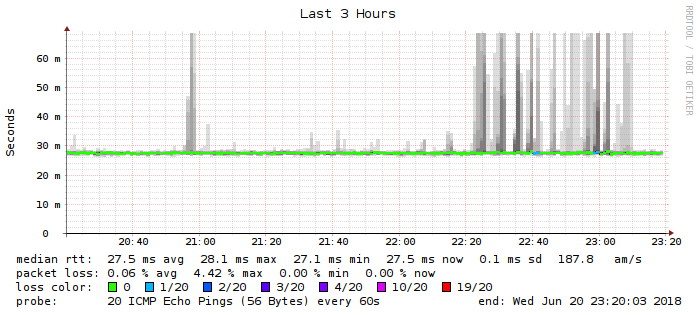 Last 3 Hours
RRDTOOL / TOBI OETIKER
Seconds
60 m
50 m
40 m
30 m
20 m
10 m
0
20:40 21:00 21:20 21:40 22:00 22:20 22:40 23:00 23:20
median rtt: 27.5 ms avg 28.1 ms max 27.1 ms min 27.5 ms now 0.1 ms sd 187.8 am/s
packet loss: 0.06 % avg 4.42 % max 0.00 % min 0.00 % now
loss color: 0 1/20 2/20 3/20 4/20 10/20 19/20
probe: 20 ICMP Echo Pings (56 Bytes) every 60s end: Wed Jun 20 23:20:03 2018